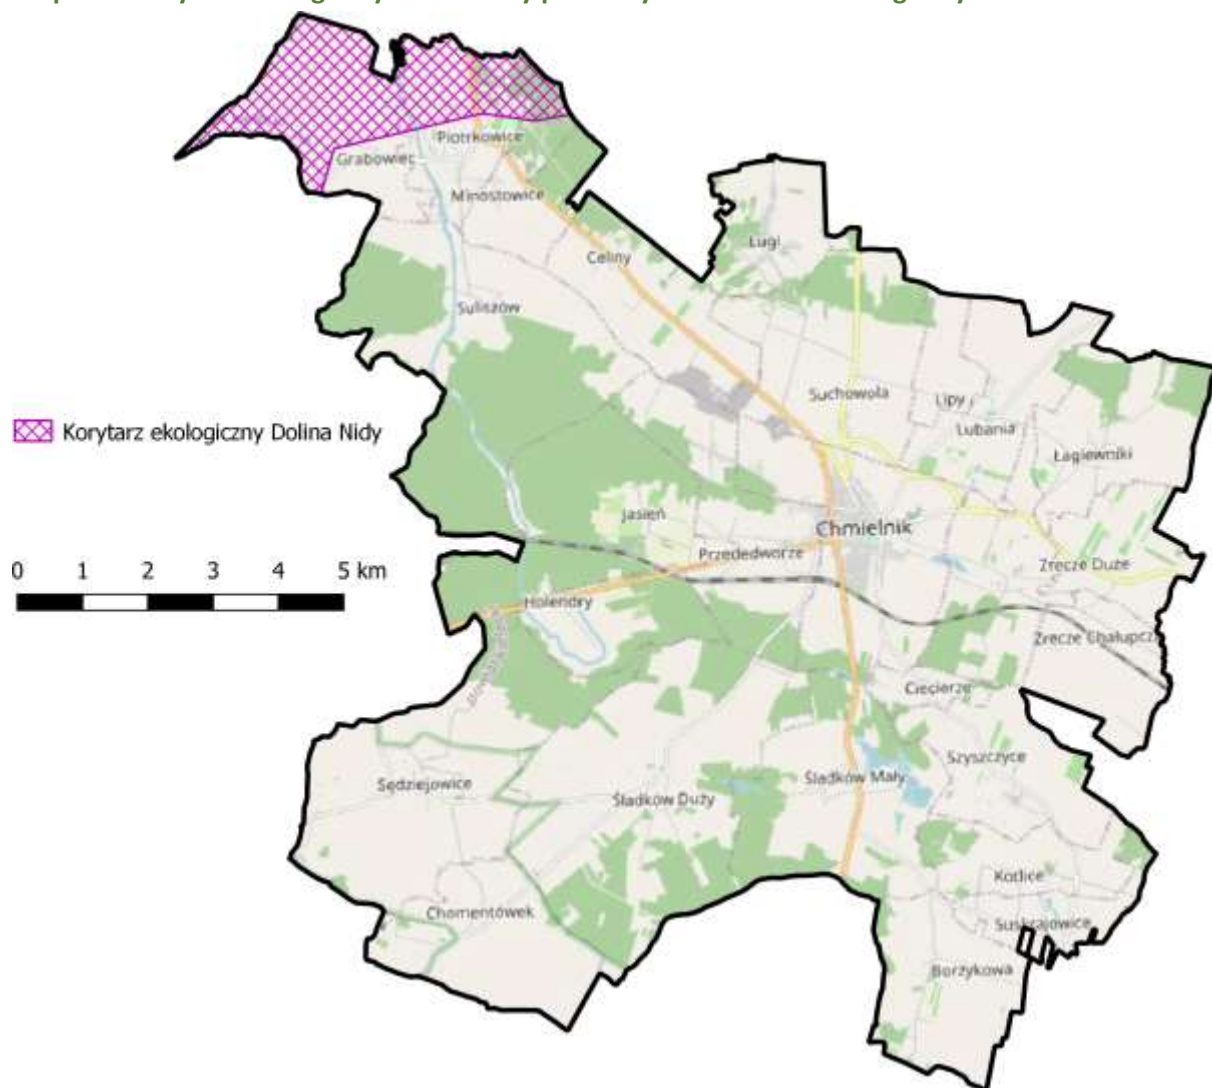 Piotrkowice
Grabowiec
Minostowice
Ługi
Celiny
Suliszów
Suchowola
Lipy
Lubania
Korytarz ekologiczny Dolina Nidy
Łagiewniki
Jasień
Chmielnik
Przededworze
Zrecze Duże
0 1 2 3 4 5 km
Holendry
Zrecze Chałupcz
Ciecierze
Szyszczyce
Sędziejowice
Śladków Mały
Śladków Duży
Kotlice
Chomentówek
Suskrajowice
Borzykowa